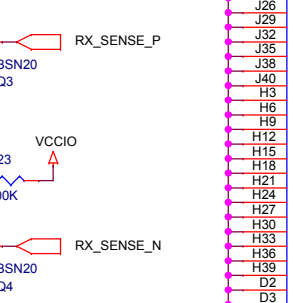 RX_SENSE_P
BSN20
Q3
VCCIO
23
00K
RX_SENSE_N
BSN20
Q4
J26
J29
J32
J35
J38
J40
H3
H6
H9
H12
H15
H18
H21
H24
H27
H30
H33
H36
H39
D2
D3